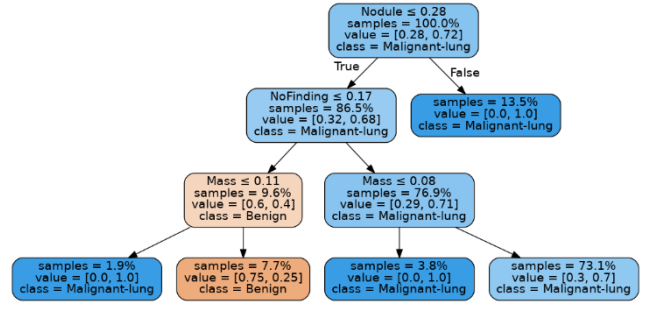 Nodule ≤ 0.28
samples = 100.0%
value = [0.28, 0.72]
class = Malignant-lung
True
False
NoFinding ≤ 0.17
samples = 86.5%
value = [0.32, 0.68]
class = Malignant-lung
samples = 13.5%
value = [0.0, 1.0]
class = Malignant-lung
Mass ≤ 0.11
samples = 9.6%
value = [0.6, 0.4]
class = Benign
Mass ≤ 0.08
samples = 76.9%
value = [0.29, 0.71]
class = Malignant-lung
samples = 1.9%
value = [0.0, 1.0]
class = Malignant-lung
samples = 7.7%
value = [0.75, 0.25]
class = Benign
samples = 3.8%
value = [0.0, 1.0]
class = Malignant-lung
samples = 73.1%
value = [0.3, 0.7]
class = Malignant-lung